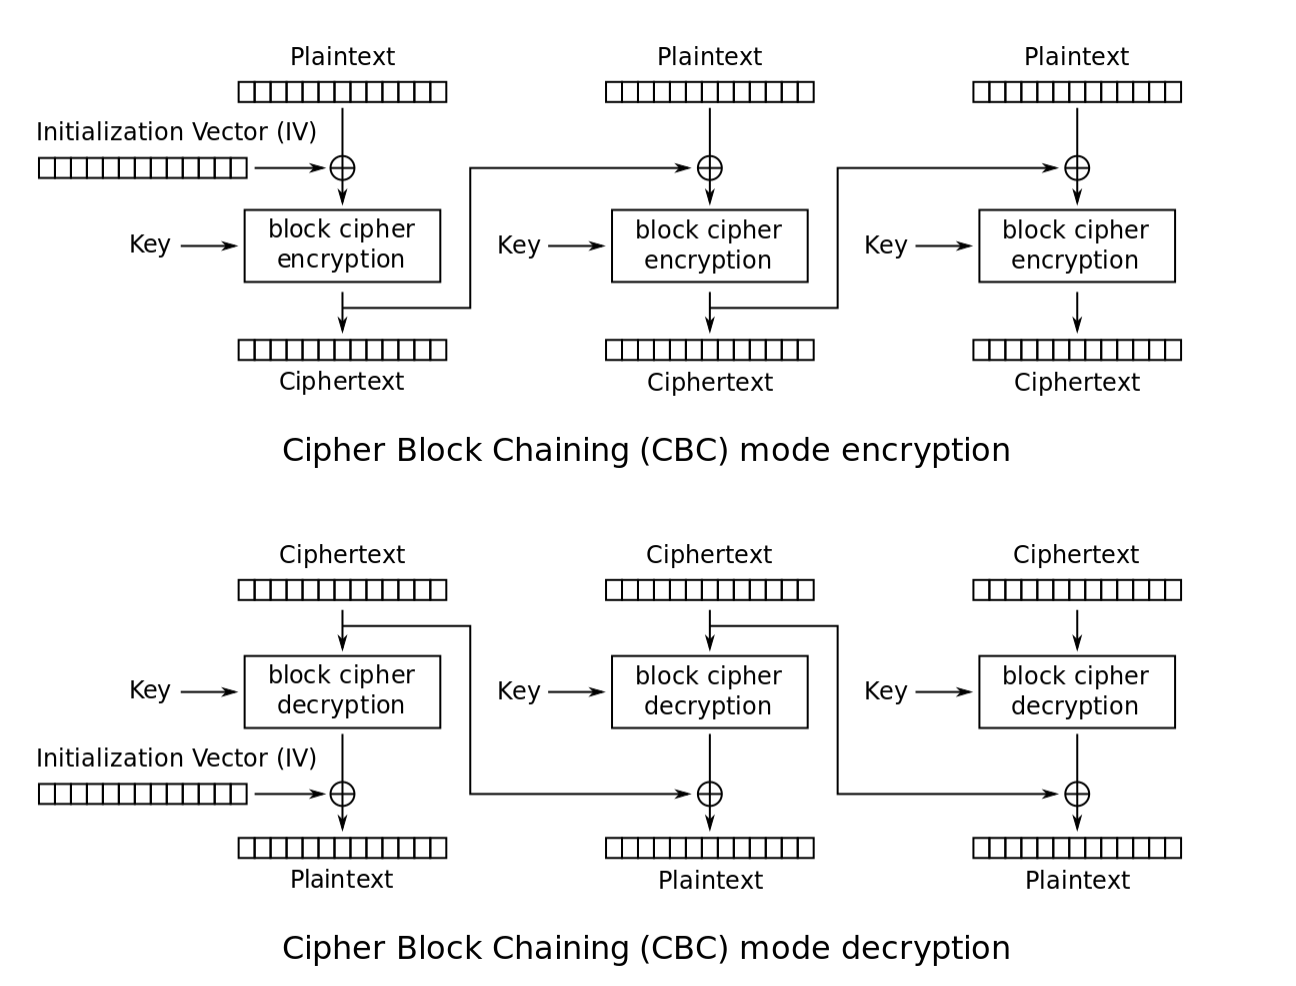 Plaintext Plaintext Plaintext
Initialization Vector (IV)
Key block cipher encryption Key block cipher encryption Key block cipher encryption
Ciphertext Ciphertext Ciphertext
Cipher Block Chaining (CBC) mode encryption
Ciphertext Ciphertext Ciphertext
Key block cipher decryption Key block cipher decryption Key block cipher decryption
Initialization Vector (IV)
Plaintext Plaintext Plaintext
Cipher Block Chaining (CBC) mode decryption